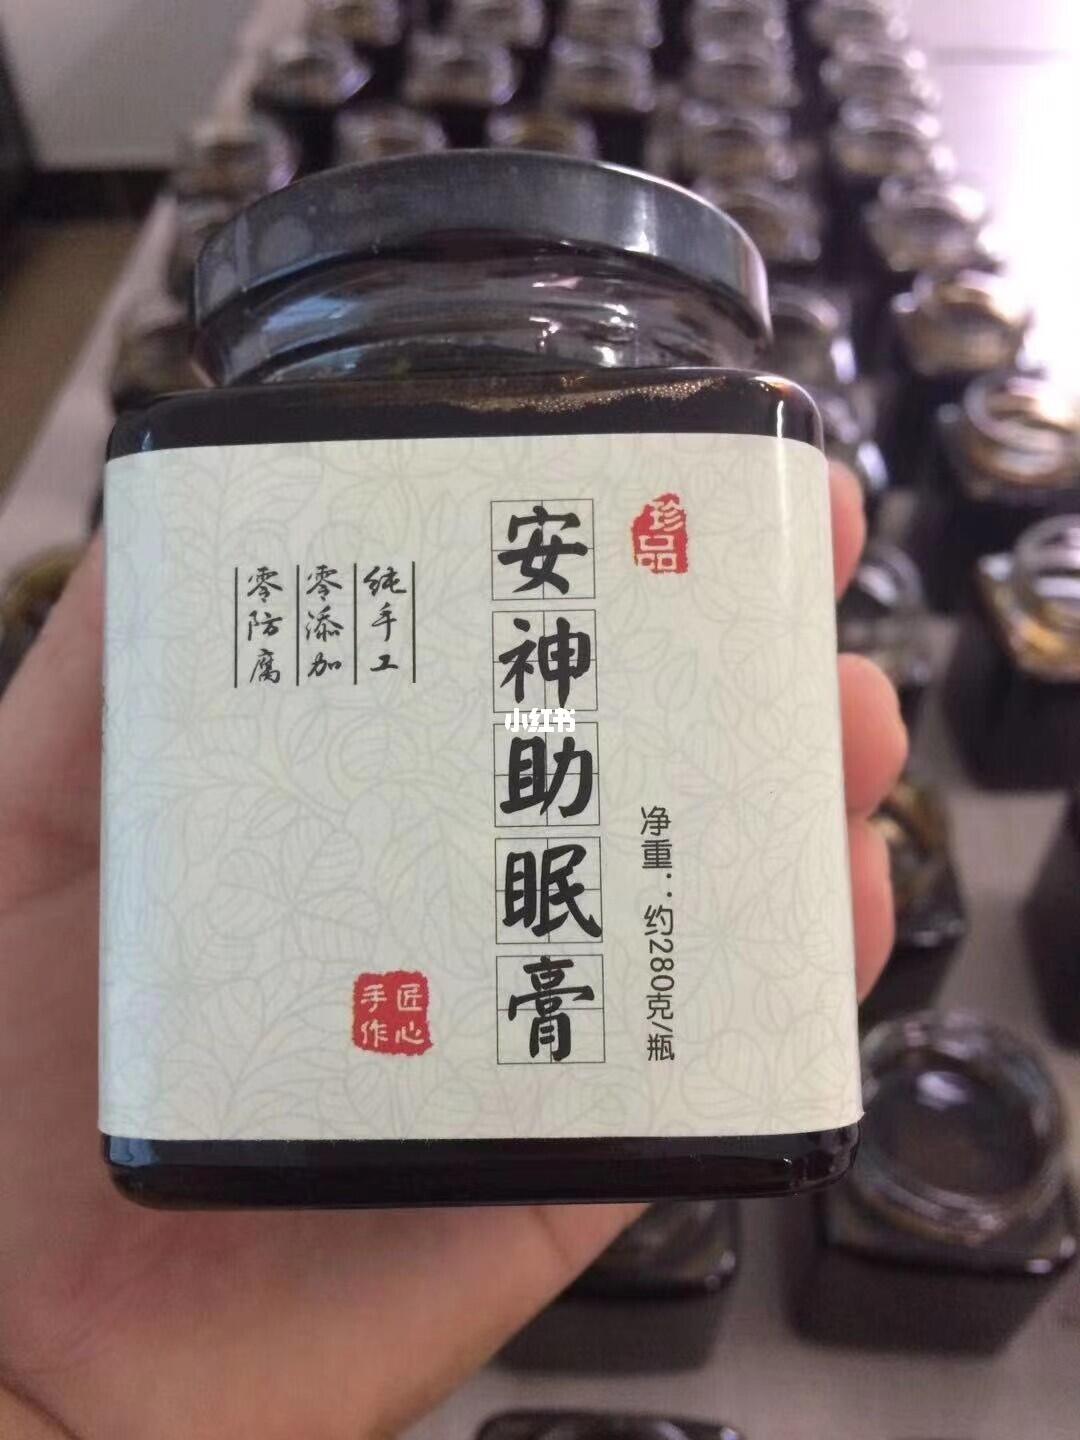 珍品
安神助眠膏
净重：约280克/瓶
纯手工
零添加
零防腐
匠心
手作
小红书